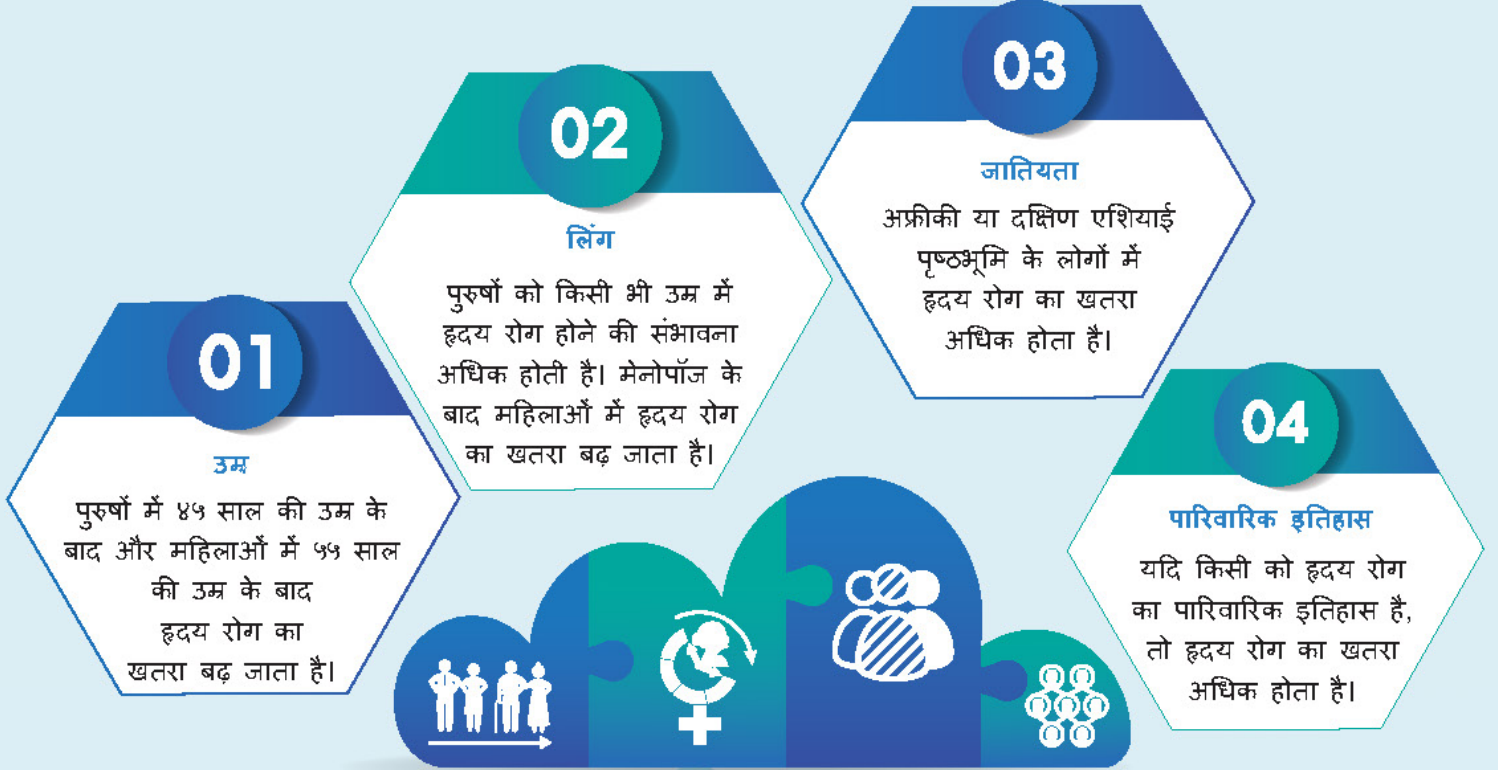 01
उम्र
पुरुषों में ४५ साल की उम्र के
बाद और महिलाओं में ५५ साल
की उम्र के बाद
हृदय रोग का
खतरा बढ़ जाता है।
02
लिंग
पुरुषों को किसी भी उम्र में
हृदय रोग होने की संभावना
अधिक होती है। मेनोपॉज के
बाद महिलाओं में हृदय रोग
का खतरा बढ़ जाता है।
03
जातियता
अफ्रीकी या दक्षिण एशियाई
पृष्ठभूमि के लोगों में
हृदय रोग का खतरा
अधिक होता है।
04
पारिवारिक इतिहास
यदि किसी को हृदय रोग
का पारिवारिक इतिहास है,
तो हृदय रोग का खतरा
अधिक होता है।